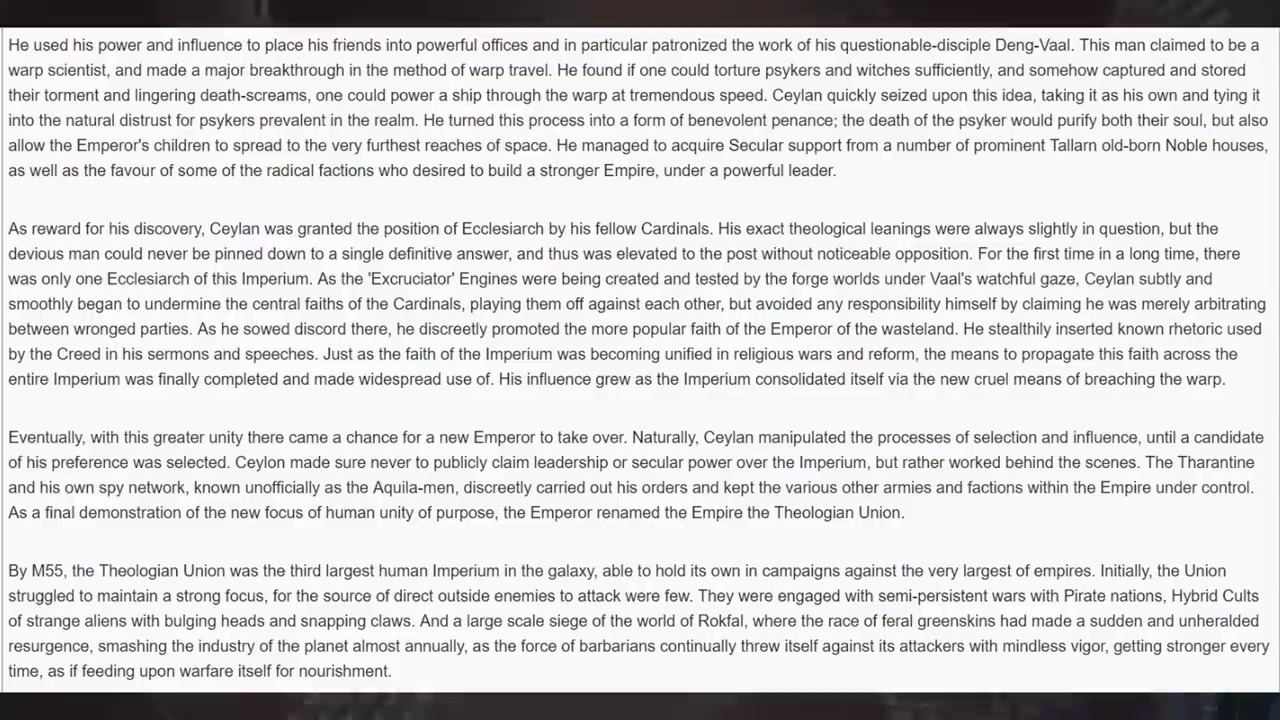 He used his power and influence to place his friends into powerful offices and in particular patronized the work of his questionable-disciple Deng-Vaal. This man claimed to be a
warp scientist, and made a major breakthrough in the method of warp travel. He found if one could torture psykers and witches sufficiently, and somehow captured and stored
their torment and lingering death-screams, one could power a ship through the warp at tremendous speed. Ceylan quickly seized upon this idea, taking it as his own and tying it
into the natural distrust for psykers prevalent in the realm. He turned this process into a form of benevolent penance; the death of the psyker would purify both their soul, but also
allow the Emperor's children to spread to the very furthest reaches of space. He managed to acquire Secular support from a number of prominent Tallarn old-born Noble houses,
as well as the favour of some of the radical factions who desired to build a stronger Empire, under a powerful leader.
As reward for his discovery, Ceylan was granted the position of Ecclesiarch by his fellow Cardinals. His exact theological leanings were always slightly in question, but the
devious man could never be pinned down to a single definitive answer, and thus was elevated to the post without noticeable opposition. For the first time in a long time, there
was only one Ecclesiarch of this Imperium. As the 'Excruciator' Engines were being created and tested by the forge worlds under Vaal's watchful gaze, Ceylan subtly and
smoothly began to undermine the central faiths of the Cardinals, playing them off against each other, but avoided any responsibility himself by claiming he was merely arbitrating
between wronged parties. As he sowed discord there, he discreetly promoted the more popular faith of the Emperor of the wasteland. He stealthily inserted known rhetoric used
by the Creed in his sermons and speeches. Just as the faith of the Imperium was becoming unified in religious wars and reform, the means to propagate this faith across the
entire Imperium was finally completed and made widespread use of. His influence grew as the Imperium consolidated itself via the new cruel means of breaching the warp.
Eventually, with this greater unity there came a chance for a new Emperor to take over. Naturally, Ceylan manipulated the processes of selection and influence, until a candidate
of his preference was selected. Ceylon made sure never to publicly claim leadership or secular power over the Imperium, but rather worked behind the scenes. The Tharantine
and his own spy network, known unofficially as the Aquila-men, discreetly carried out his orders and kept the various other armies and factions within the Empire under control.
As a final demonstration of the new focus of human unity of purpose, the Emperor renamed the Empire the Theologian Union.
By M55, the Theologian Union was the third largest human Imperium in the galaxy, able to hold its own in campaigns against the very largest of empires. Initially, the Union
struggled to maintain a strong focus, for the source of direct outside enemies to attack were few. They were engaged with semi-persistent wars with Pirate nations, Hybrid Cults
of strange aliens with bulging heads and snapping claws. And a large scale siege of the world of Rokfal, where the race of feral greenskins had made a sudden and unheralded
resurgence, smashing the industry of the planet almost annually, as the force of barbarians continually threw itself against its attackers with mindless vigor, getting stronger every
time, as if feeding upon warfare itself for nourishment.